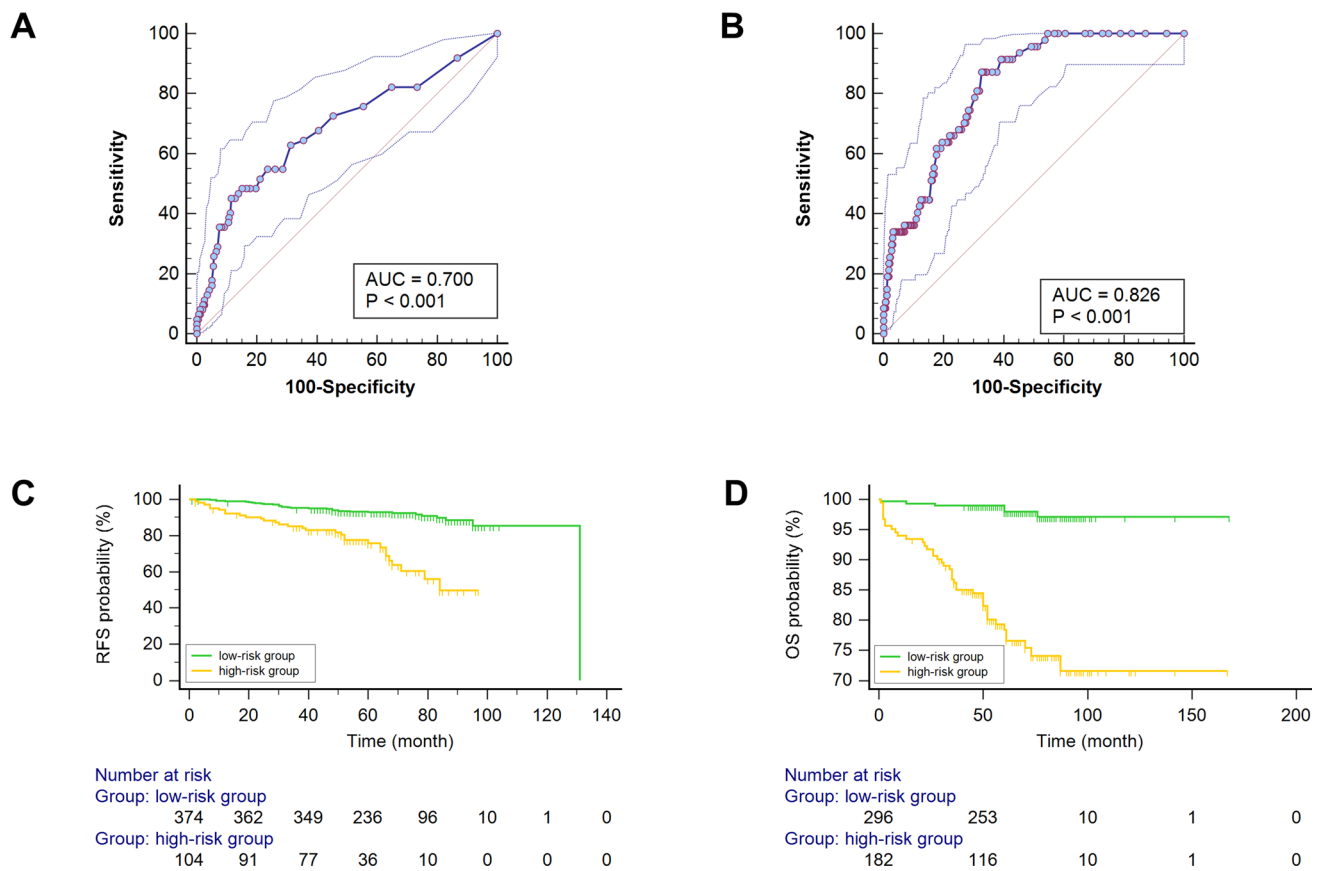 A
100
80
60
40
20
0
Sensitivity
AUC = 0.700
P < 0.001
0 20 40 60 80 100
100-Specificity
B
100
80
60
40
20
0
Sensitivity
AUC = 0.826
P < 0.001
0 20 40 60 80 100
100-Specificity
C
100
80
60
40
20
0
RFS probability (%)
low-risk group
high-risk group
0 20 40 60 80 100 120 140
Time (month)
Number at risk
Group: low-risk group
374 362 349 236 96 10 1 0
Group: high-risk group
104 91 77 36 10 0 0 0
D
100
95
90
85
80
75
70
OS probability (%)
low-risk group
high-risk group
0 50 100 150 200
Time (month)
Number at risk
Group: low-risk group
296 253 10 1 0
Group: high-risk group
182 116 10 1 0